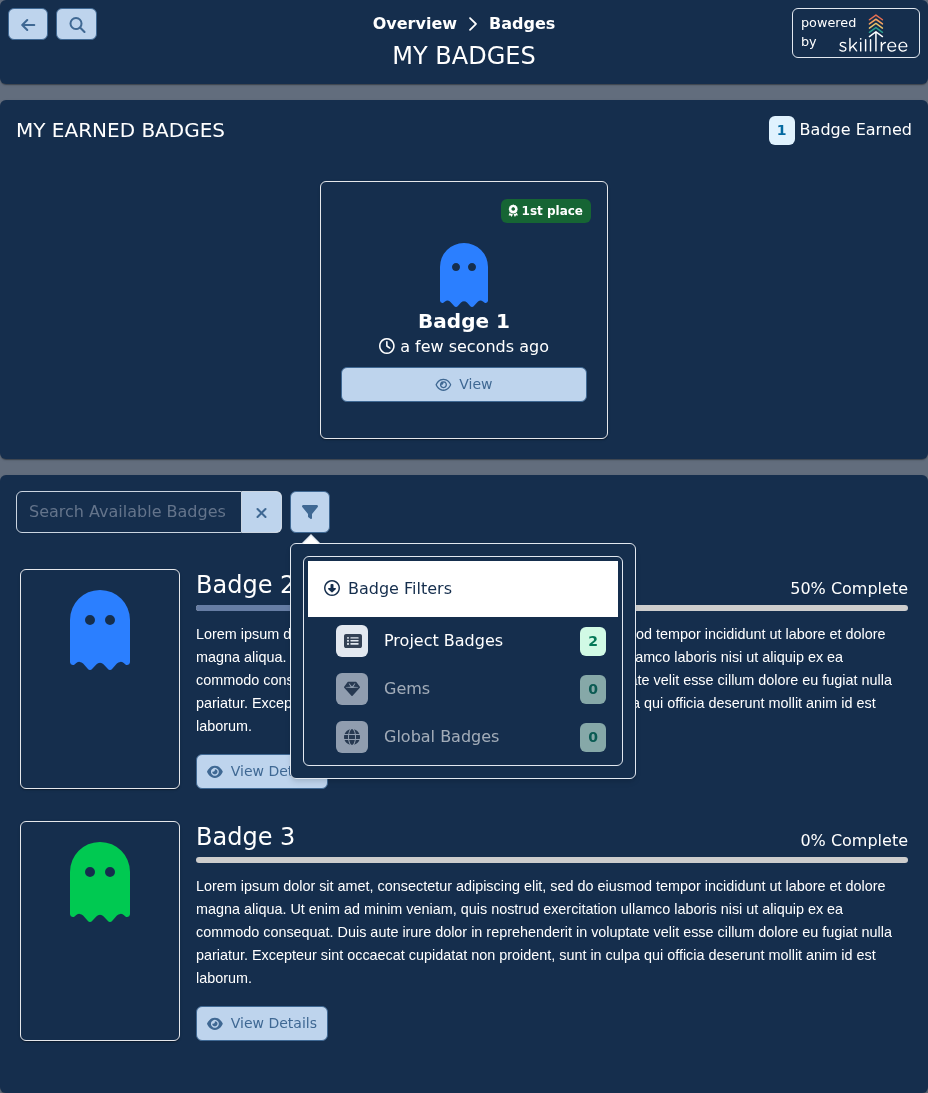 Overview > Badges
MY BADGES
powered by skilltree
MY EARNED BADGES
1 Badge Earned
1st place
Badge 1
a few seconds ago
View
Search Available Badges
Badge Filters
Project Badges 2
Gems 0
Global Badges 0
Badge 2
50% Complete
Lorem ipsum d
od tempor incididunt ut labore et dolore
magna aliqua.
amco laboris nisi ut aliquip ex ea
commodo cons
te velit esse cillum dolore eu fugiat nulla
pariatur. Excep
a qui officia deserunt mollit anim id est
laborum.
View Det
Badge 3
0% Complete
Lorem ipsum dolor sit amet, consectetur adipiscing elit, sed do eiusmod tempor incididunt ut labore et dolore
magna aliqua. Ut enim ad minim veniam, quis nostrud exercitation ullamco laboris nisi ut aliquip ex ea
commodo consequat. Duis aute irure dolor in reprehenderit in voluptate velit esse cillum dolore eu fugiat nulla
pariatur. Excepteur sint occaecat cupidatat non proident, sunt in culpa qui officia deserunt mollit anim id est
laborum.
View Details